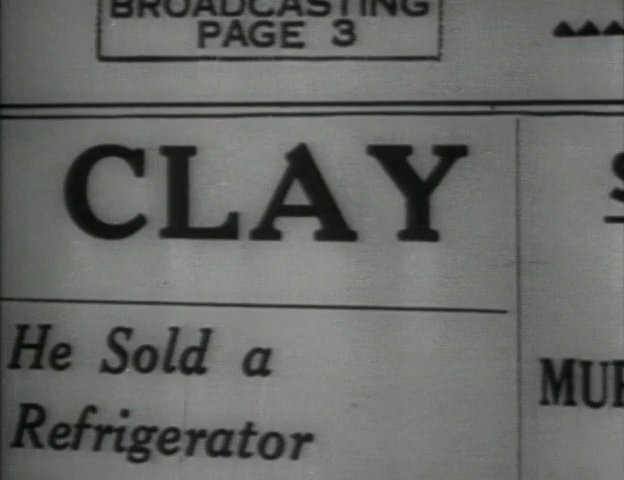 BROADCASTING
PAGE 3
CLAY
He Sold a
Refrigerator